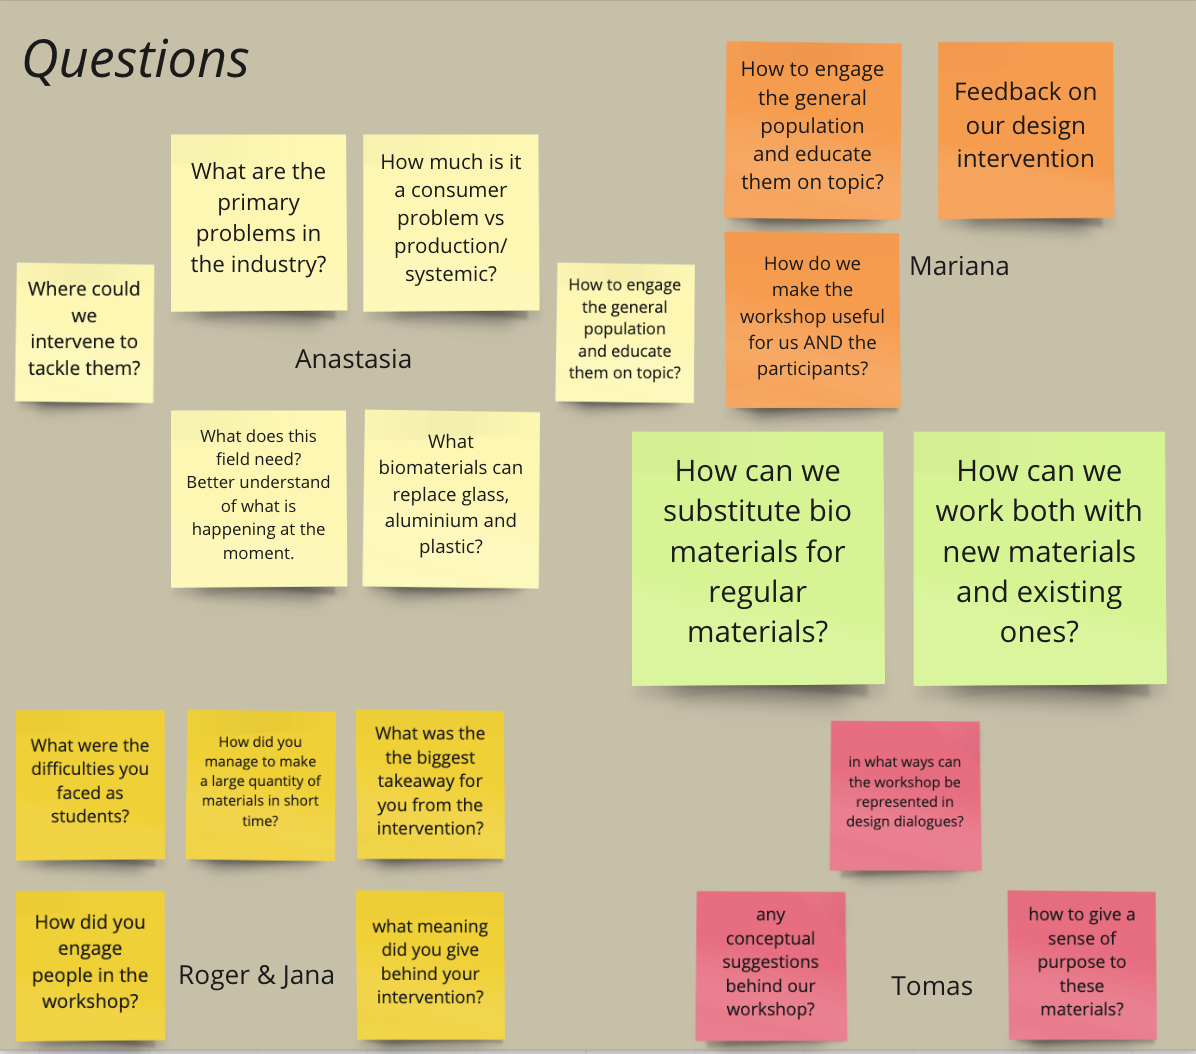 Questions
What are the
primary
problems in
the industry?
How much is it
a consumer
problem vs
production/
systemic?
Where could
we
intervene to
tackle them?
Anastasia
How to engage
the general
population
and educate
them on topic?
What does this
field need?
Better understand
of what is
happening at the
moment.
What
biomaterials can
replace glass,
aluminium and
plastic?
How to engage
the general
population
and educate
them on topic?
Feedback on
our design
intervention
How do we
make the
workshop useful
for us AND the
participants?
Mariana
How can we
substitute bio
materials for
regular
materials?
How can we
work both with
new materials
and existing
ones?
What were the
difficulties you
faced as
students?
How did you
manage to make
a large quantity of
materials in short
time?
What was the
the biggest
takeaway for
you from the
intervention?
How did you
engage
people in the
workshop?
Roger & Jana
what meaning
did you give
behind your
intervention?
in what ways can
the workshop be
represented in
design dialogues?
any
conceptual
suggestions
behind our
workshop?
Tomas
how to give a
sense of
purpose to
these
materials?